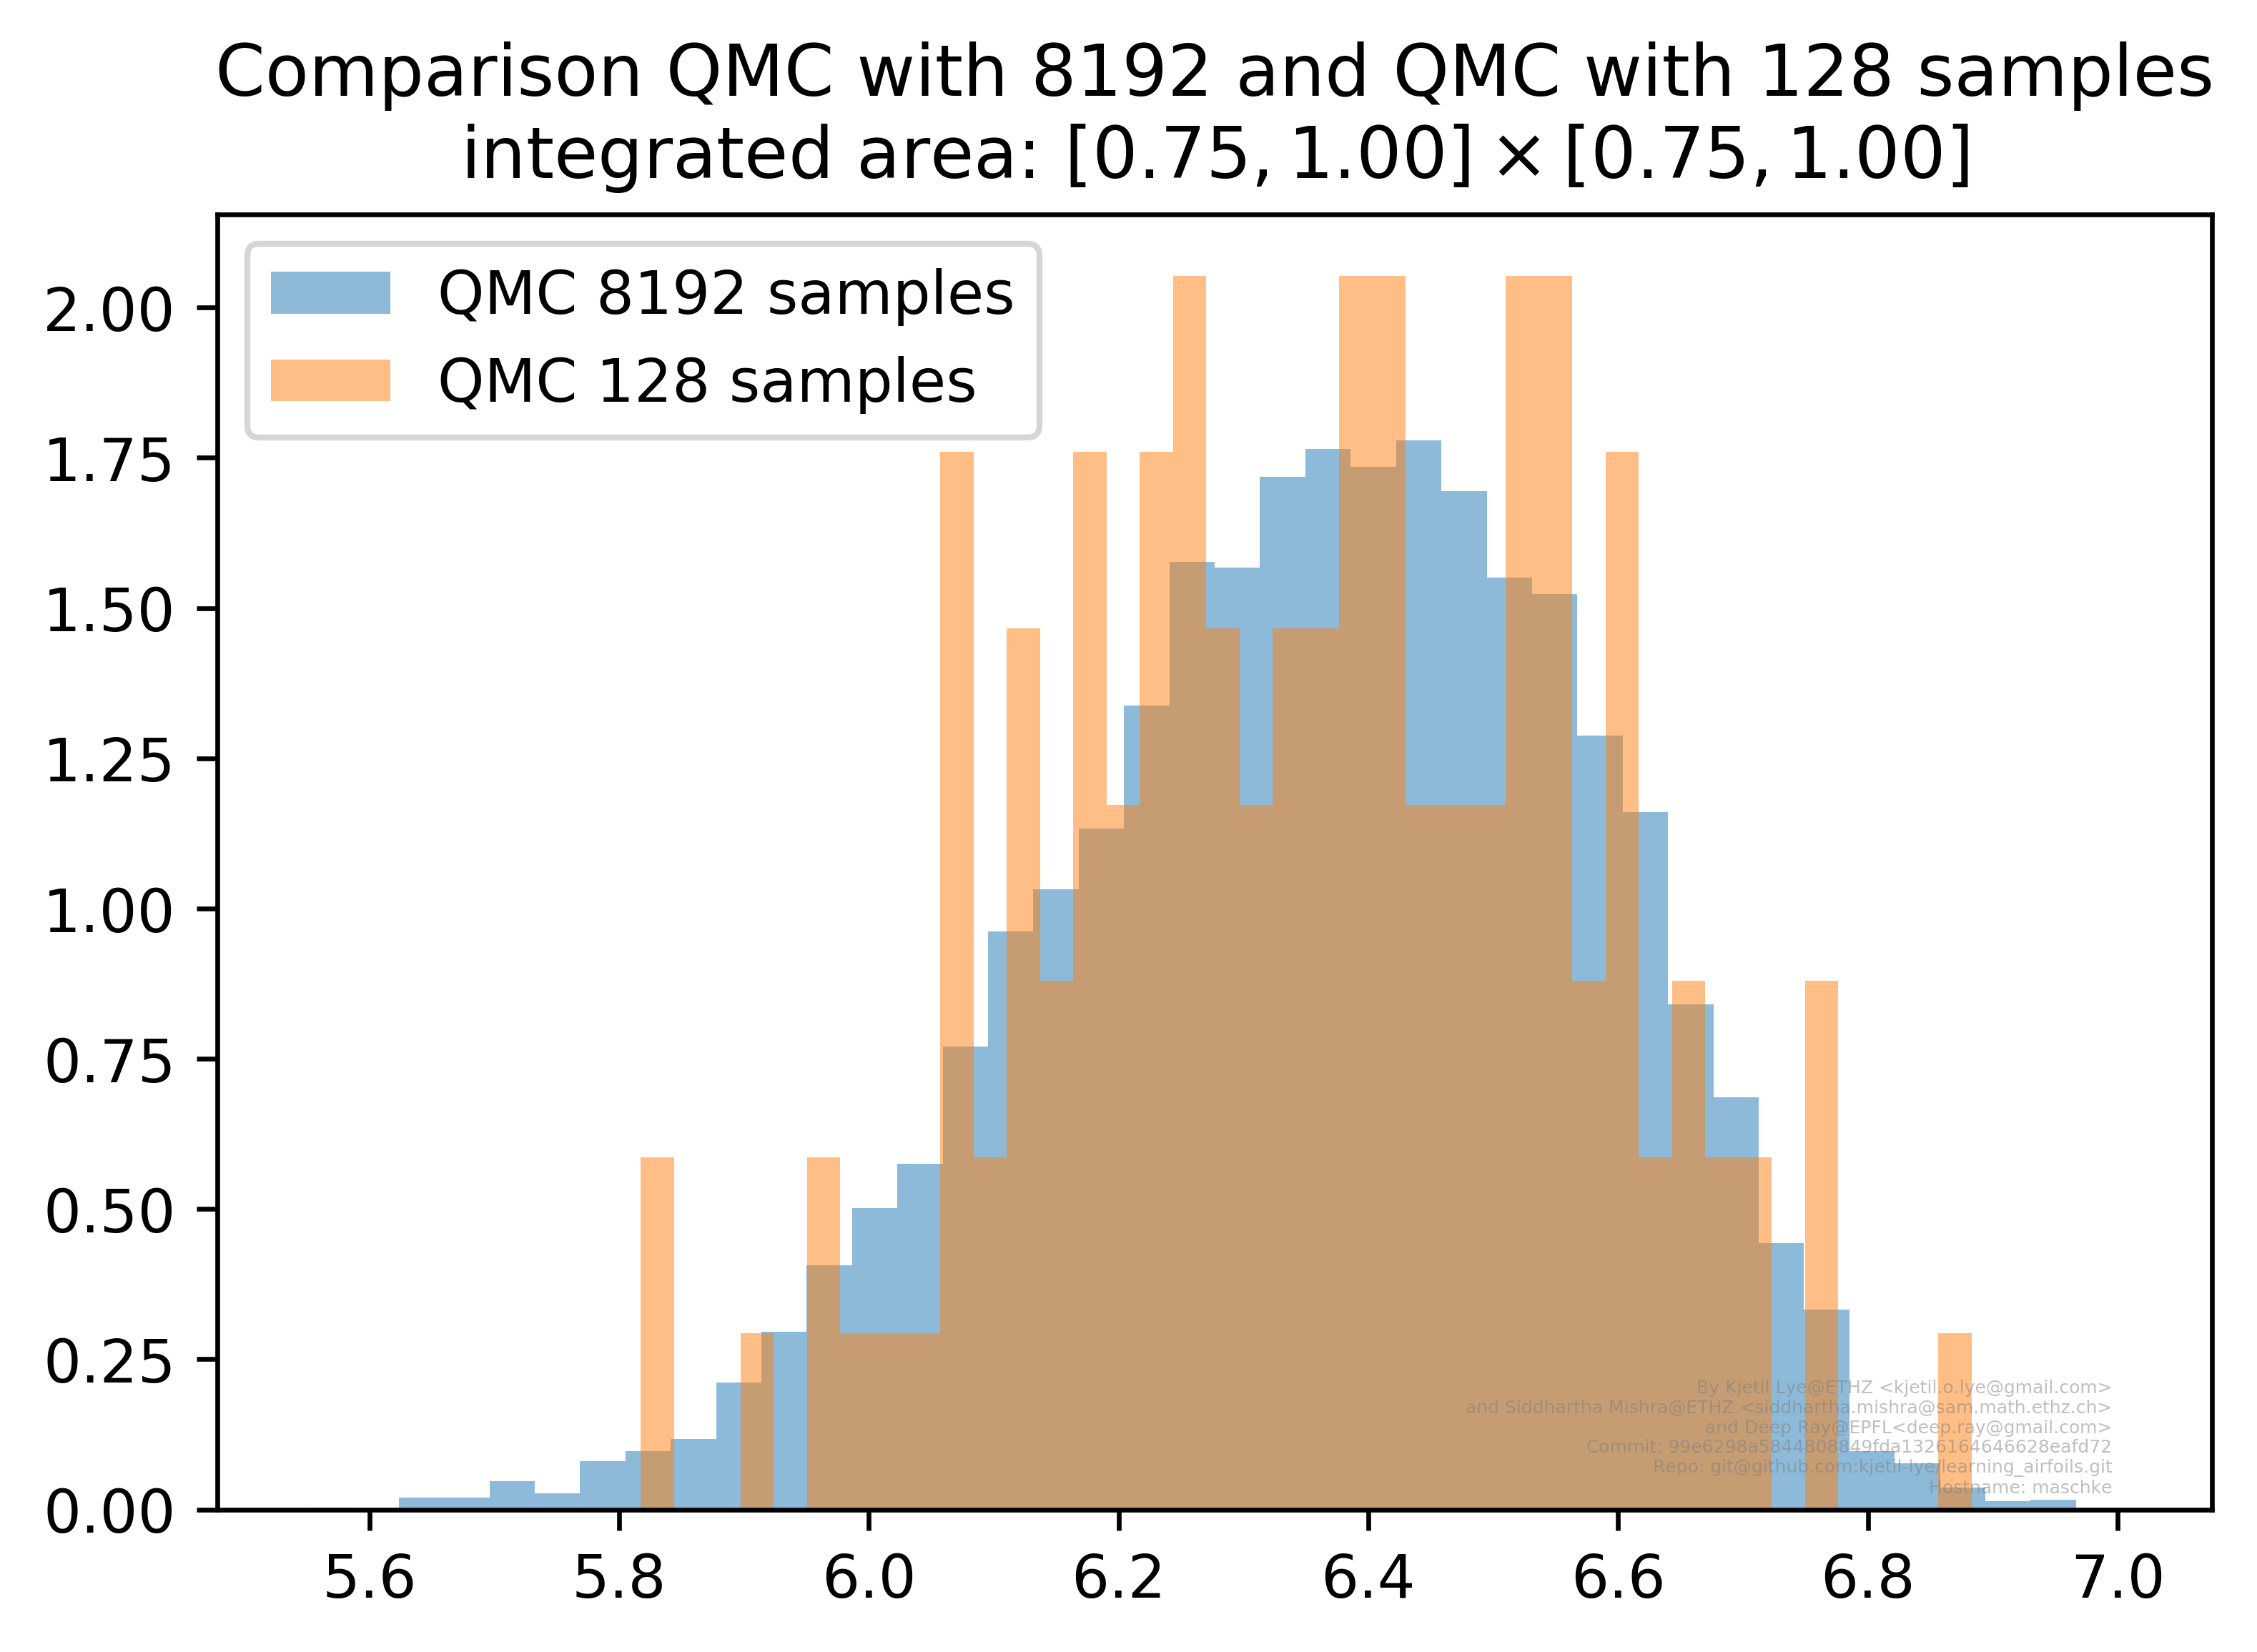 Comparison QMC with 8192 and QMC with 128 samples
integrated area: [0.75, 1.00] × [0.75, 1.00]
QMC 8192 samples
QMC 128 samples
2.00
1.75
1.50
1.25
1.00
0.75
0.50
0.25
0.00
5.6 5.8 6.0 6.2 6.4 6.6 6.8 7.0
By Kjetil Lye@ETHZ <kjetil.o.lye@gmail.com>
and Siddhartha Mishra@ETHZ <siddhartha.mishra@sam.math.ethz.ch>
and Deep Ray@EPFL<deep.ray@gmail.com>
Commit: 99e6298a5844808849fda1326164646628eafd72
Repo: git@github.com:kjetil-lye/learning_airfoils.git
Hostname: maschke